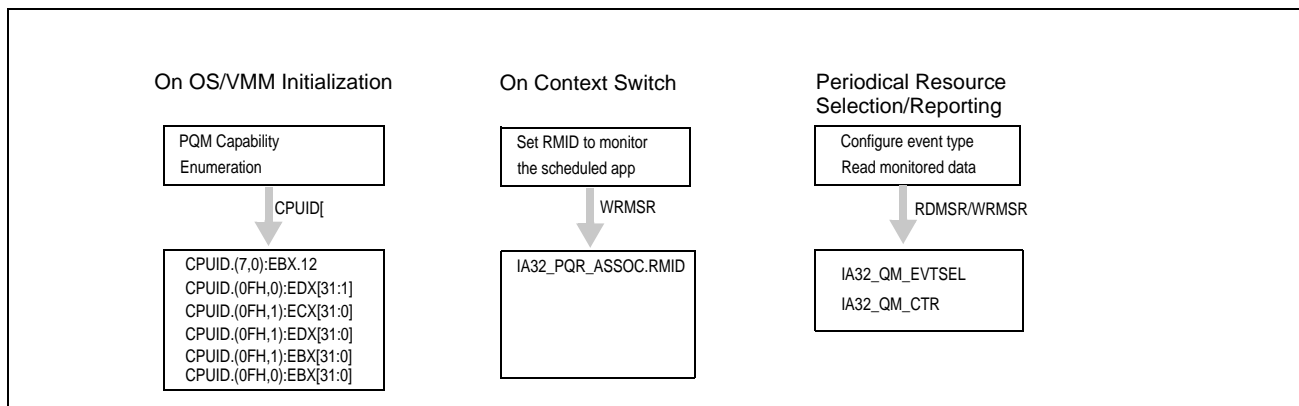 On OS/VMM Initialization
PQM Capability
Enumeration
CPUID[
CPUID.(7,0):EBX.12
CPUID.(0FH,0):EDX[31:1]
CPUID.(0FH,1):ECX[31:0]
CPUID.(0FH,1):EDX[31:0]
CPUID.(0FH,1):EBX[31:0]
CPUID.(0FH,0):EBX[31:0]
On Context Switch
Set RMID to monitor
the scheduled app
WRMSR
IA32_PQR_ASSOC.RMID
Periodical Resource
Selection/Reporting
Configure event type
Read monitored data
RDMSR/WRMSR
IA32_QM_EVTSEL
IA32_QM_CTR